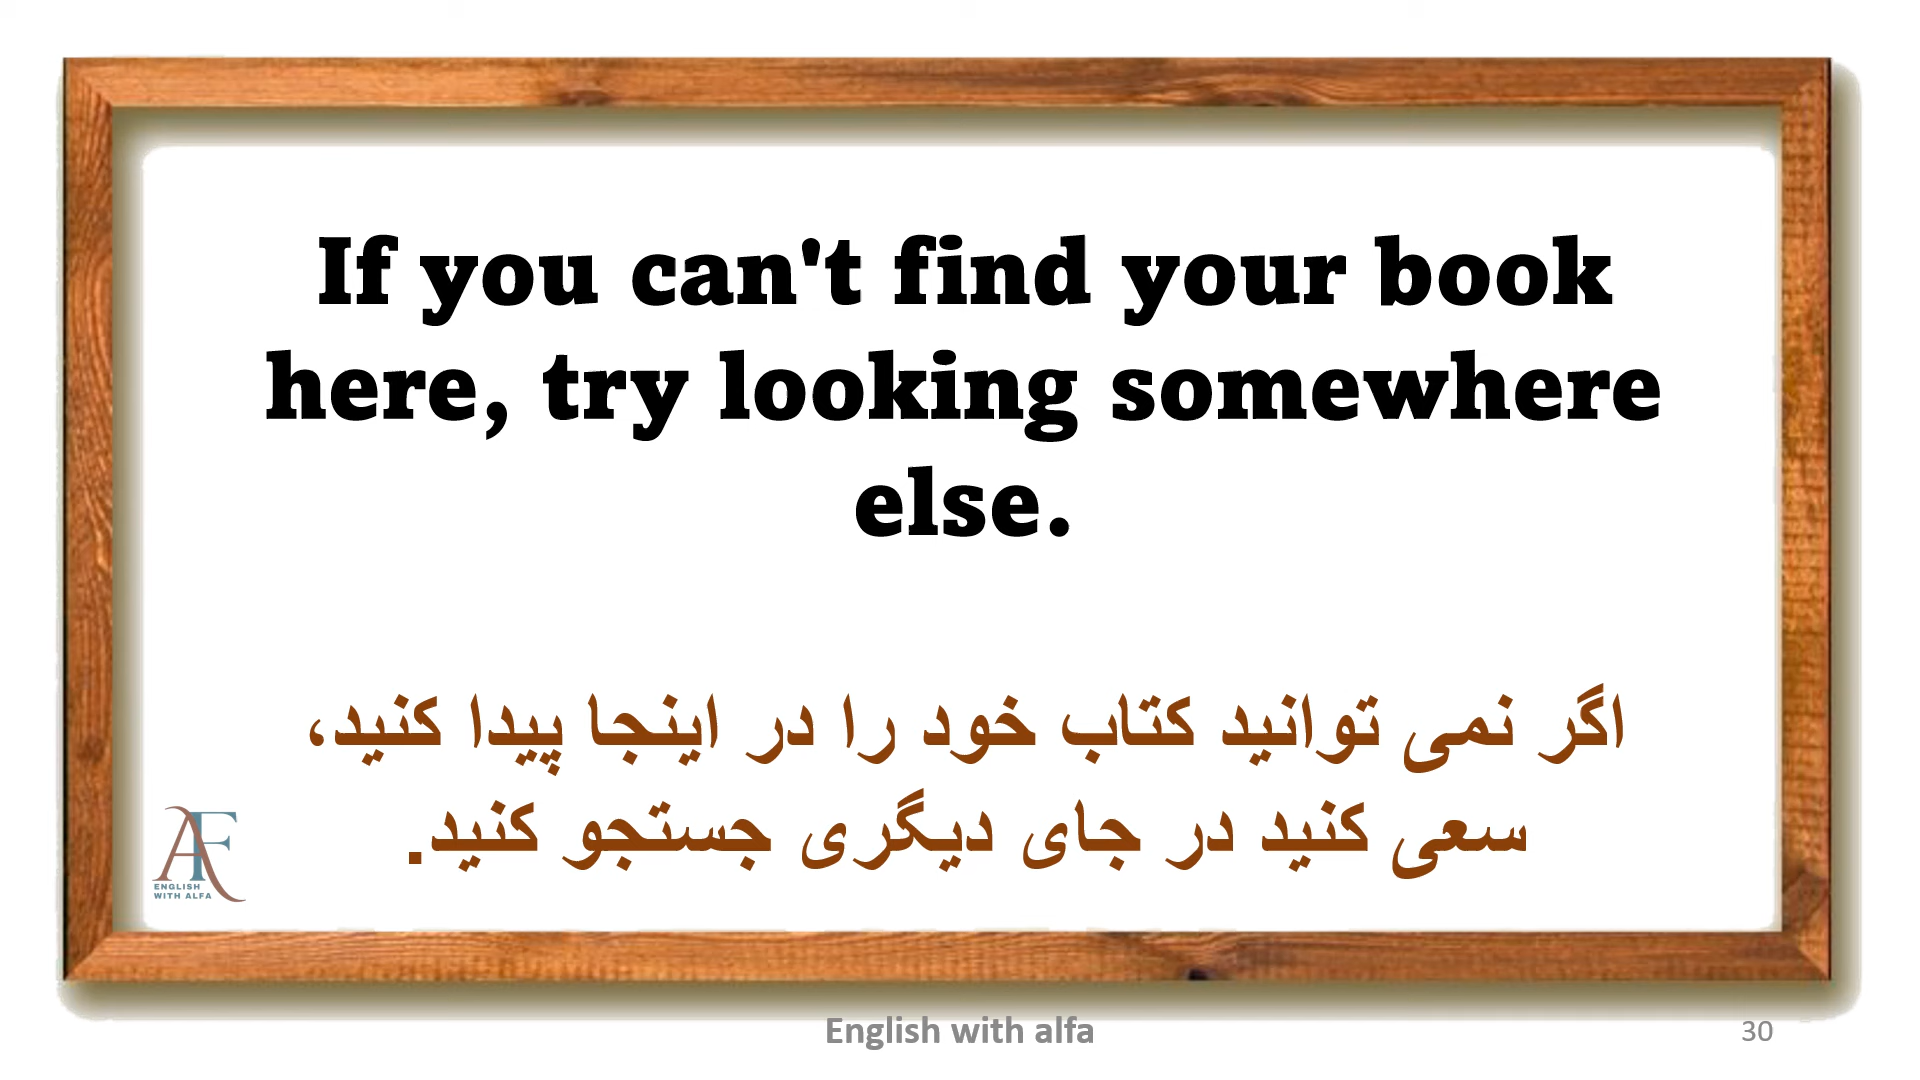 If you can't find your book
here, try looking somewhere
else.
اگر نمی توانید کتاب خود را در اینجا پیدا کنید،
سعی کنید در جای دیگری جستجو کنید.
AF
ENGLISH
WITH ALFA
English with alfa
30